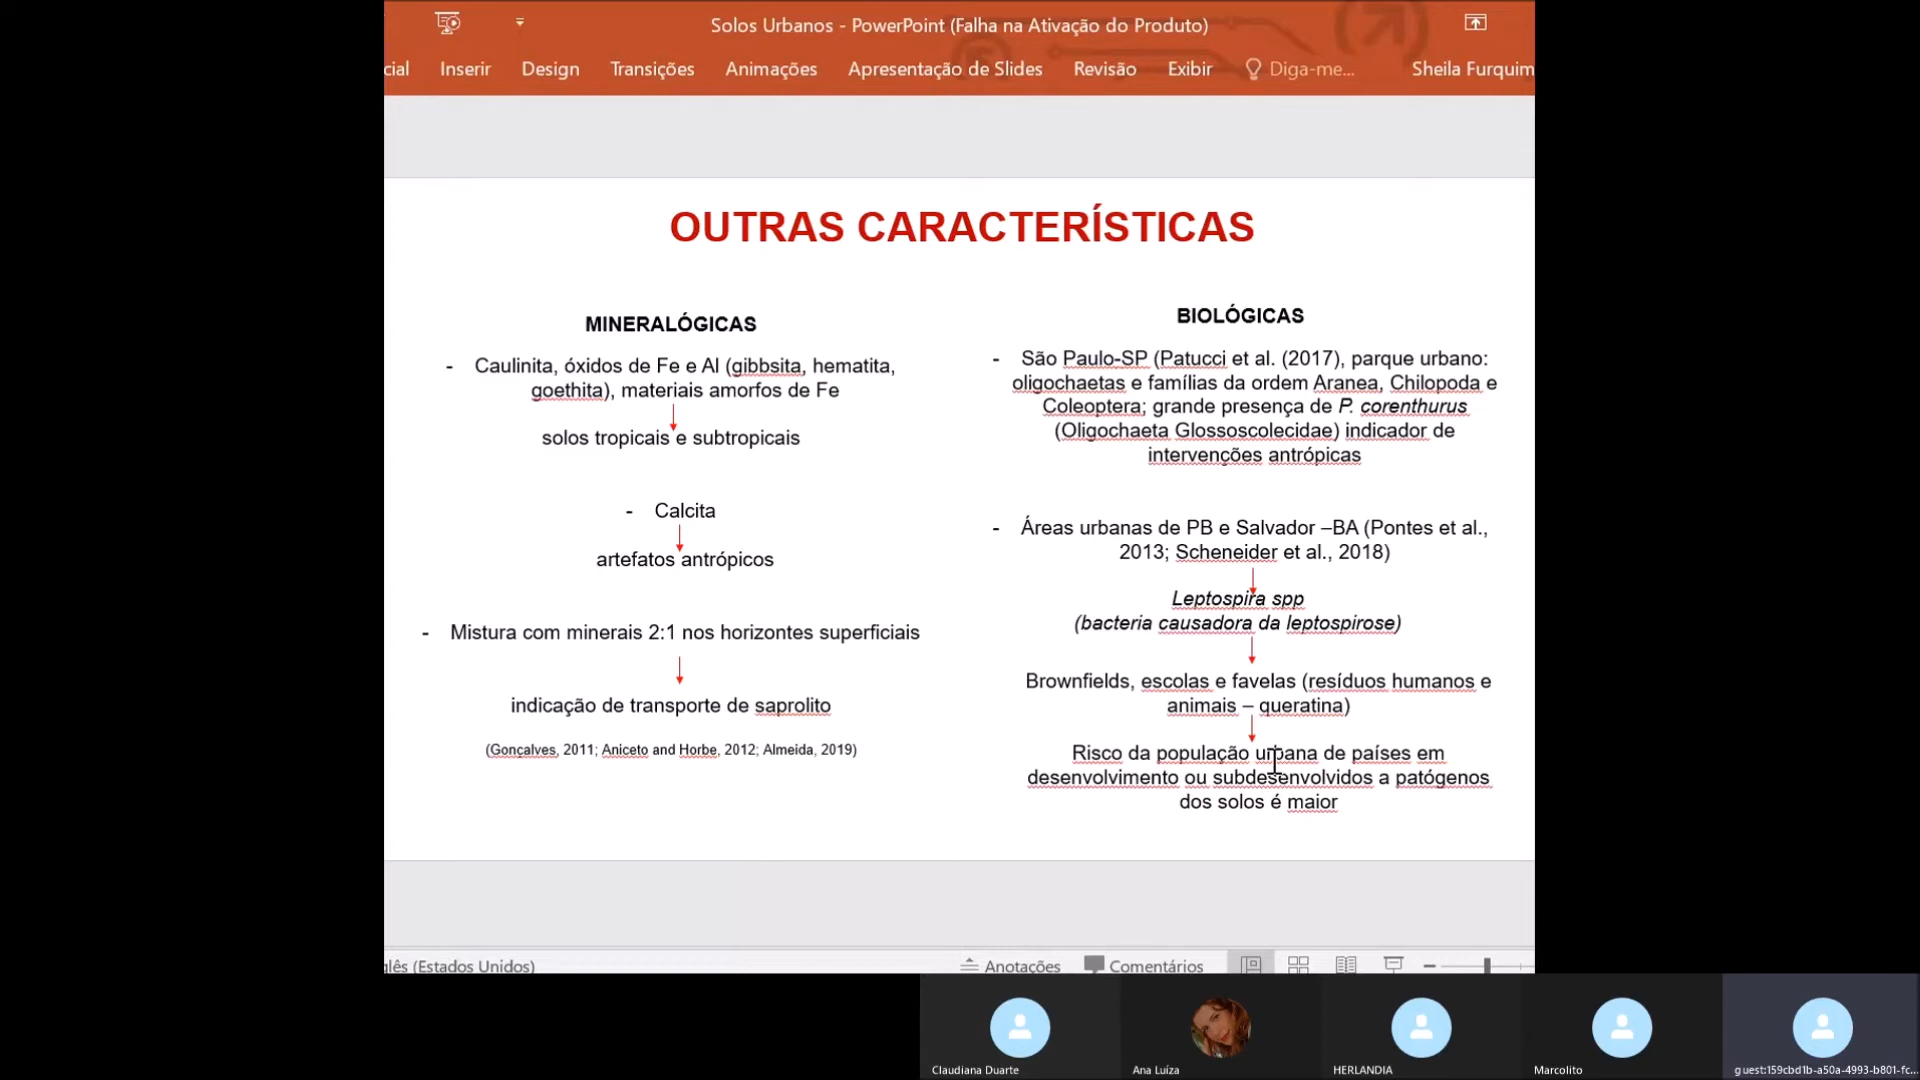 Solos Urbanos - PowerPoint (Falha na Ativação do Produto)
cial Inserir Design Transições Animações Apresentação de Slides Revisão Exibir Diga-me... Sheila Furquim
OUTRAS CARACTERÍSTICAS
MINERALÓGICAS
- Caulinita, óxidos de Fe e Al (gibbsita, hematita,
goethita), materiais amorfos de Fe
solos tropicais e subtropicais
- Calcita
artefatos antrópicos
- Mistura com minerais 2:1 nos horizontes superficiais
indicação de transporte de saprolito
(Gonçalves, 2011; Aniceto and Horbe, 2012; Almeida, 2019)
BIOLÓGICAS
- São Paulo-SP (Patucci et al. (2017), parque urbano:
oligochaetas e famílias da ordem Aranea, Chilopoda e
Coleoptera; grande presença de P. corenthurus
(Oligochaeta Glossoscolecidae) indicador de
intervenções antrópicas
- Áreas urbanas de PB e Salvador –BA (Pontes et al.,
2013; Scheneider et al., 2018)
Leptospira spp
(bacteria causadora da leptospirose)
Brownfields, escolas e favelas (resíduos humanos e
animais – queratina)
Risco da população urbana de países em
desenvolvimento ou subdesenvolvidos a patógenos
dos solos é maior
glês (Estados Unidos) Anotações Comentários
Claudiana Duarte Ana Luíza HERLANDIA Marcolito guest:159cbd1b-a50a-4993-b801-fc...